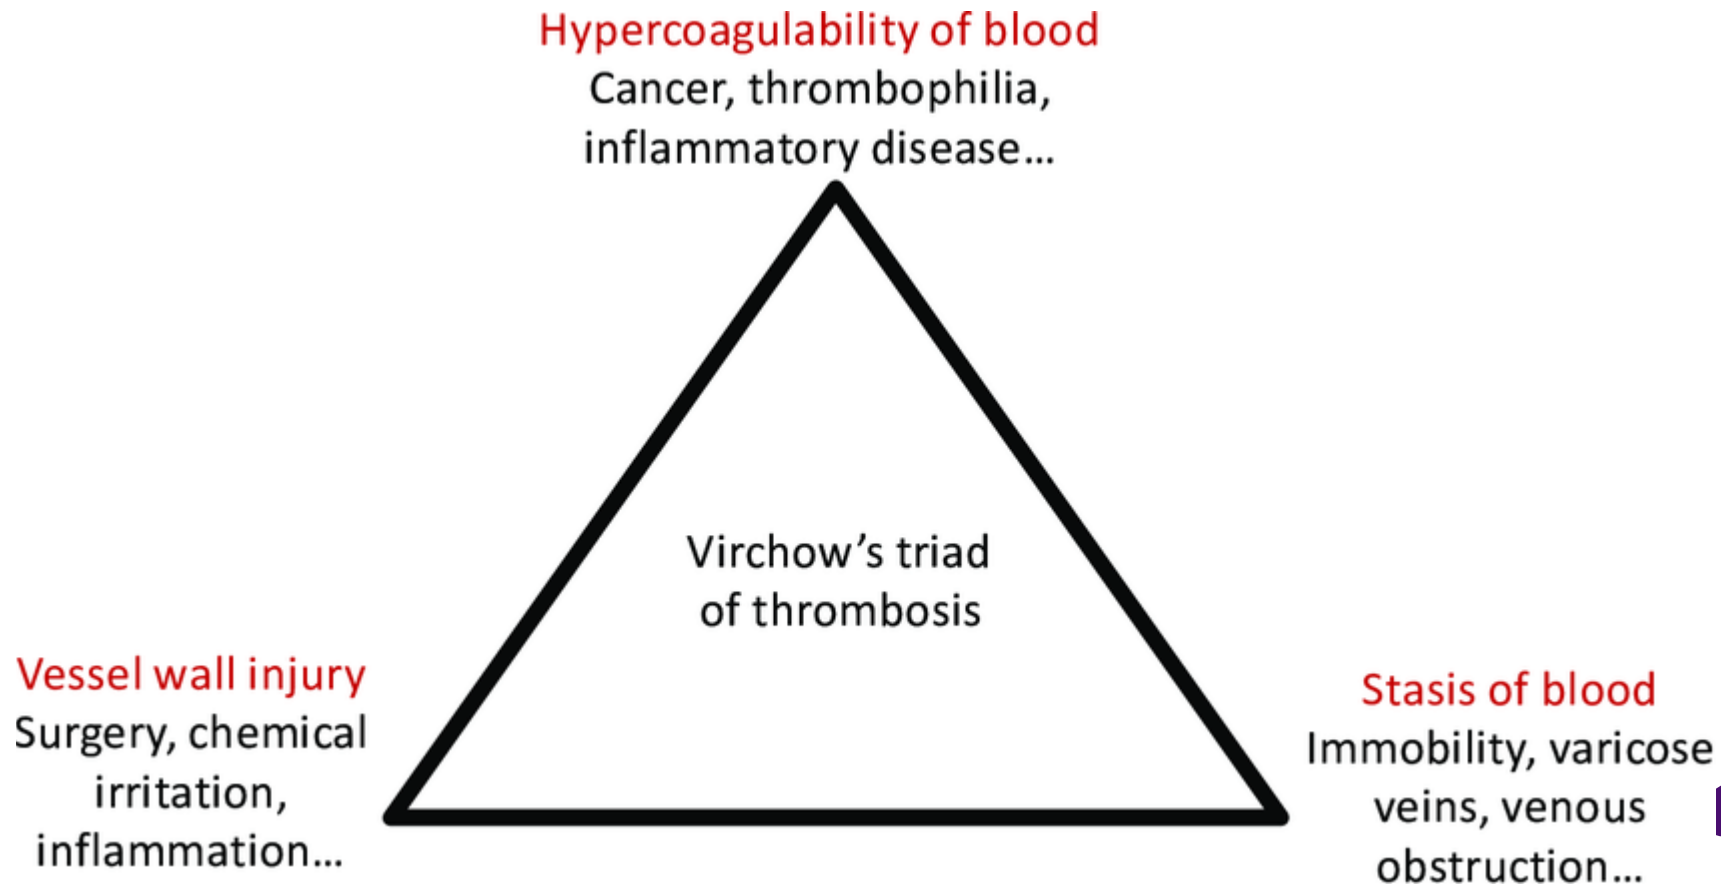 Hypercoagulability of blood
Cancer, thrombophilia,
inflammatory disease…
Virchow’s triad
of thrombosis
Vessel wall injury
Surgery, chemical
irritation,
inflammation…
Stasis of blood
Immobility, varicose
veins, venous
obstruction…